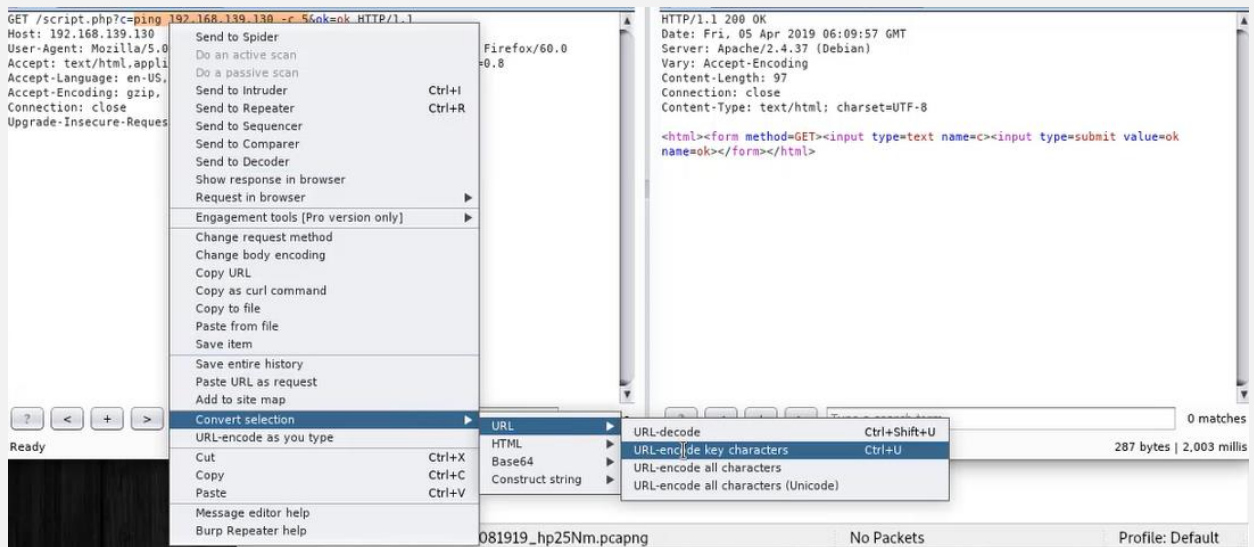 GET /script.php?c=ping 192.168.139.130 -c 5&ok=ok HTTP/1.1
Host: 192.168.139.130
User-Agent: Mozilla/5.0
Firefox/60.0
Accept: text/html,appli
=0.8
Accept-Language: en-US,
Accept-Encoding: gzip,
Connection: close
Upgrade-Insecure-Reques
Send to Spider
Do an active scan
Do a passive scan
Send to Intruder Ctrl+I
Send to Repeater Ctrl+R
Send to Sequencer
Send to Comparer
Send to Decoder
Show response in browser
Request in browser
Engagement tools [Pro version only]
Change request method
Change body encoding
Copy URL
Copy as curl command
Copy to file
Paste from file
Save item
Save entire history
Paste URL as request
Add to site map
Convert selection
URL-encode as you type
Cut Ctrl+X
Copy Ctrl+C
Paste Ctrl+V
Message editor help
Burp Repeater help
URL
HTML
Base64
Construct string
URL-decode Ctrl+Shift+U
URL-encode key characters Ctrl+U
URL-encode all characters
URL-encode all characters (Unicode)
HTTP/1.1 200 OK
Date: Fri, 05 Apr 2019 06:09:57 GMT
Server: Apache/2.4.37 (Debian)
Vary: Accept-Encoding
Content-Length: 97
Connection: close
Content-Type: text/html; charset=UTF-8
<html><form method=GET><input type=text name=c><input type=submit value=ok
name=ok></form></html>
? < + >
0 matches
Ready
287 bytes | 2,003 millis
081919_hp25Nm.pcapng
No Packets
Profile: Default